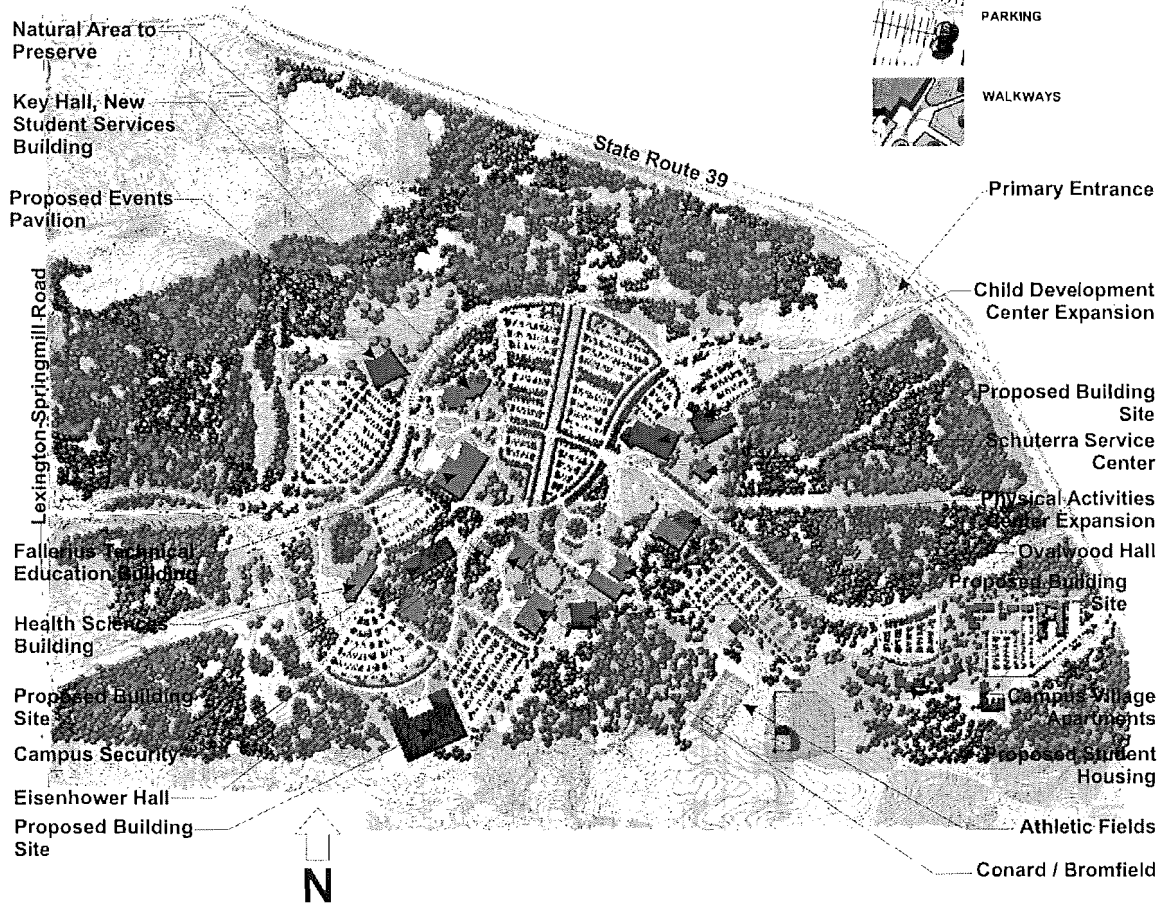 PARKING
WALKWAYS
Natural Area to
Preserve
Key Hall, New
Student Services
Building
Proposed Events
Pavilion
Lexington-Springmill Road
Fallerius Technical
Education Building
Health Sciences
Building
Proposed Building
Site
Campus Security
Eisenhower Hall
Proposed Building
Site
N
State Route 39
Primary Entrance
Child Development
Center Expansion
Proposed Building
Site
Schuterra Service
Center
Physical Activities
Center Expansion
Ovalwood Hall
Proposed Building
Site
Campus Village
Apartments
Proposed Student
Housing
Athletic Fields
Conard / Bromfield